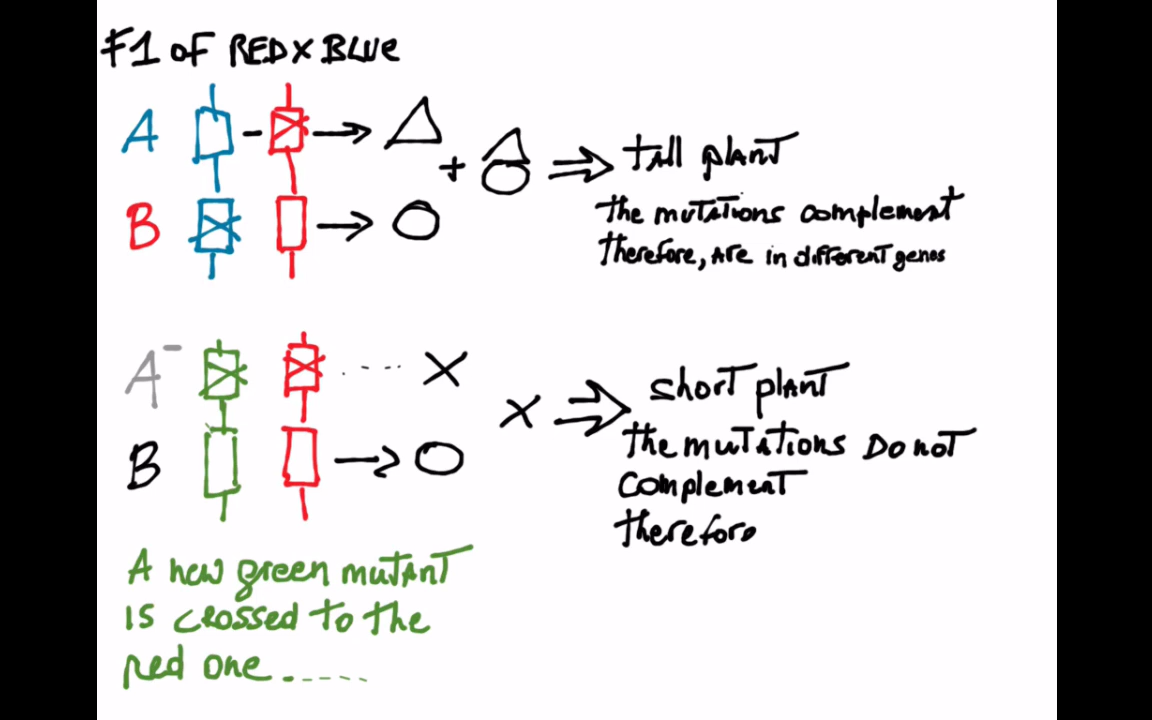 F1 OF RED X BLUE
A
B
tall plant
the mutations complement
therefore, are in different genes
A-
B
X
X
short plant
the mutations DO not
complement
therefore
A new green mutant
is crossed to the
red one.......